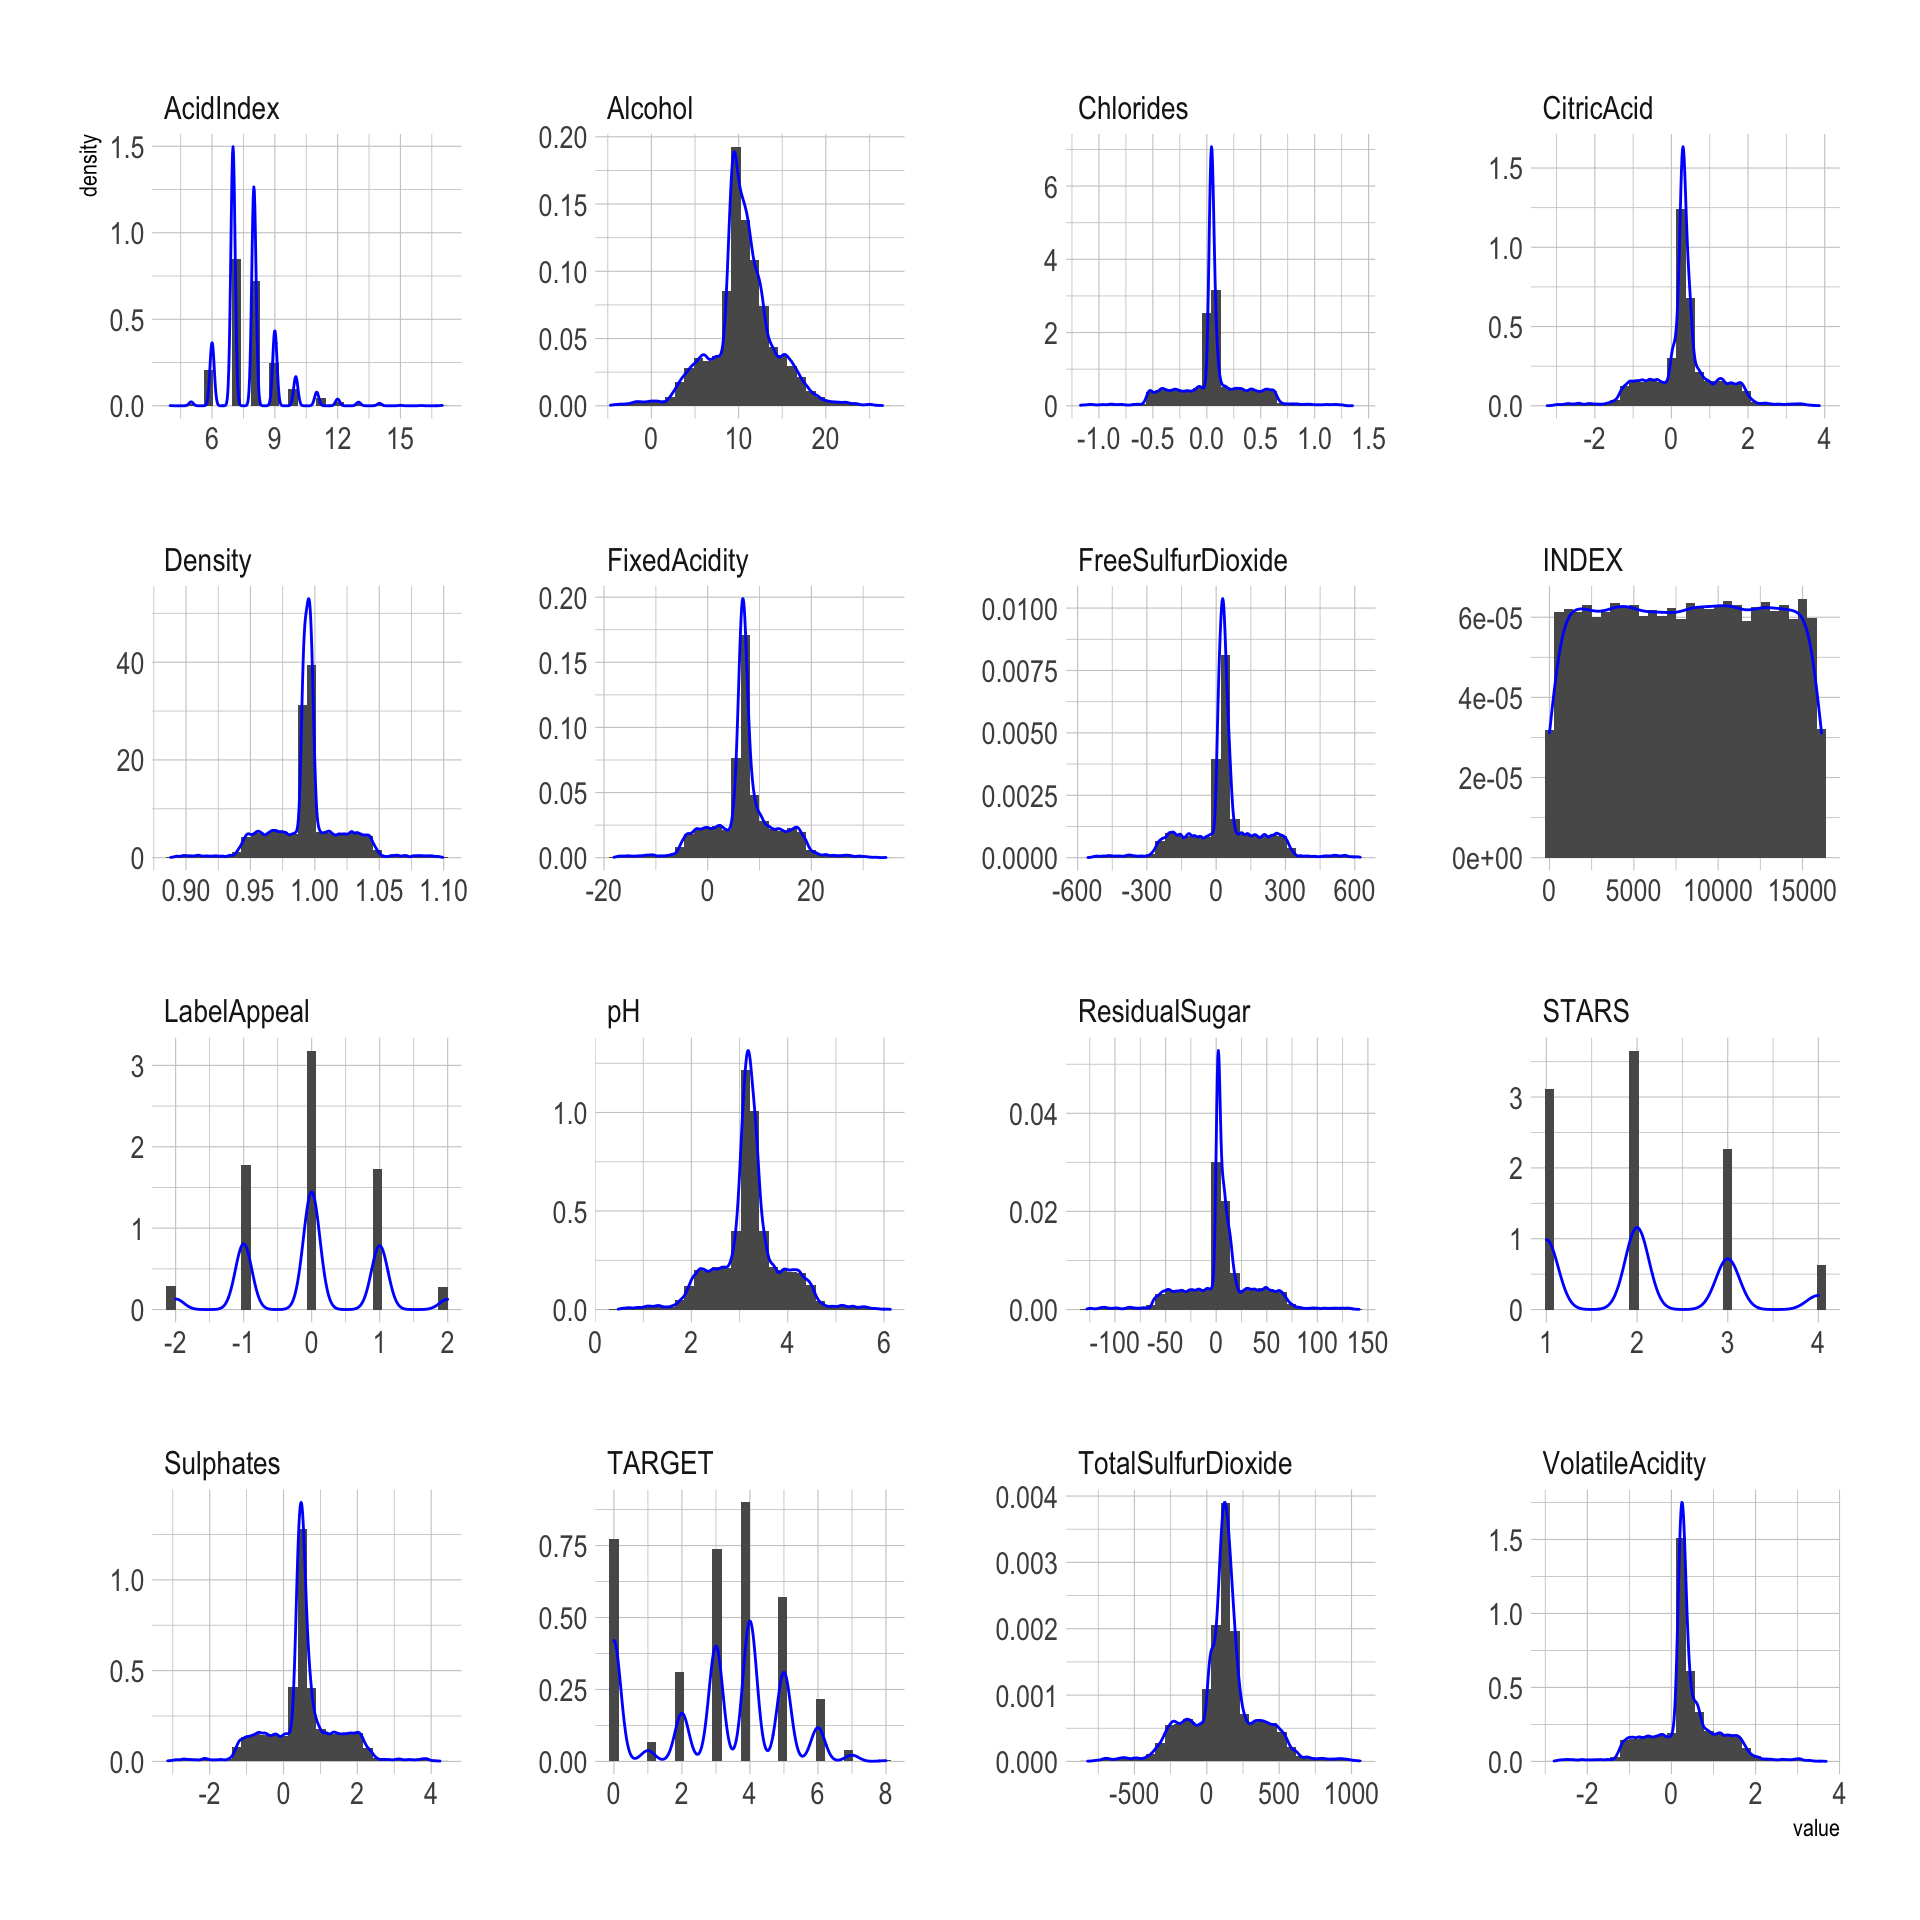 AcidIndex Alcohol Chlorides CitricAcid
density
1.5 1.0 0.5 0.0
6 9 12 15
0.20 0.15 0.10 0.05 0.00
0 10 20
6 4 2 0
-1.0 -0.5 0.0 0.5 1.0 1.5
1.5 1.0 0.5 0.0
-2 0 2 4
Density FixedAcidity FreeSulfurDioxide INDEX
40 20 0
0.90 0.95 1.00 1.05 1.10
0.20 0.15 0.10 0.05 0.00
-20 0 20
0.0100 0.0075 0.0050 0.0025 0.0000
-600 -300 0 300 600
6e-05 4e-05 2e-05 0e+00
0 5000 10000 15000
LabelAppeal pH ResidualSugar STARS
3 2 1 0
-2 -1 0 1 2
1.0 0.5 0.0
0 2 4 6
0.04 0.02 0.00
-100 -50 0 50 100 150
3 2 1 0
1 2 3 4
Sulphates TARGET TotalSulfurDioxide VolatileAcidity
1.0 0.5 0.0
-2 0 2 4
0.75 0.50 0.25 0.00
0 2 4 6 8
0.004 0.003 0.002 0.001 0.000
-500 0 500 1000
1.5 1.0 0.5 0.0
-2 0 2 4
value